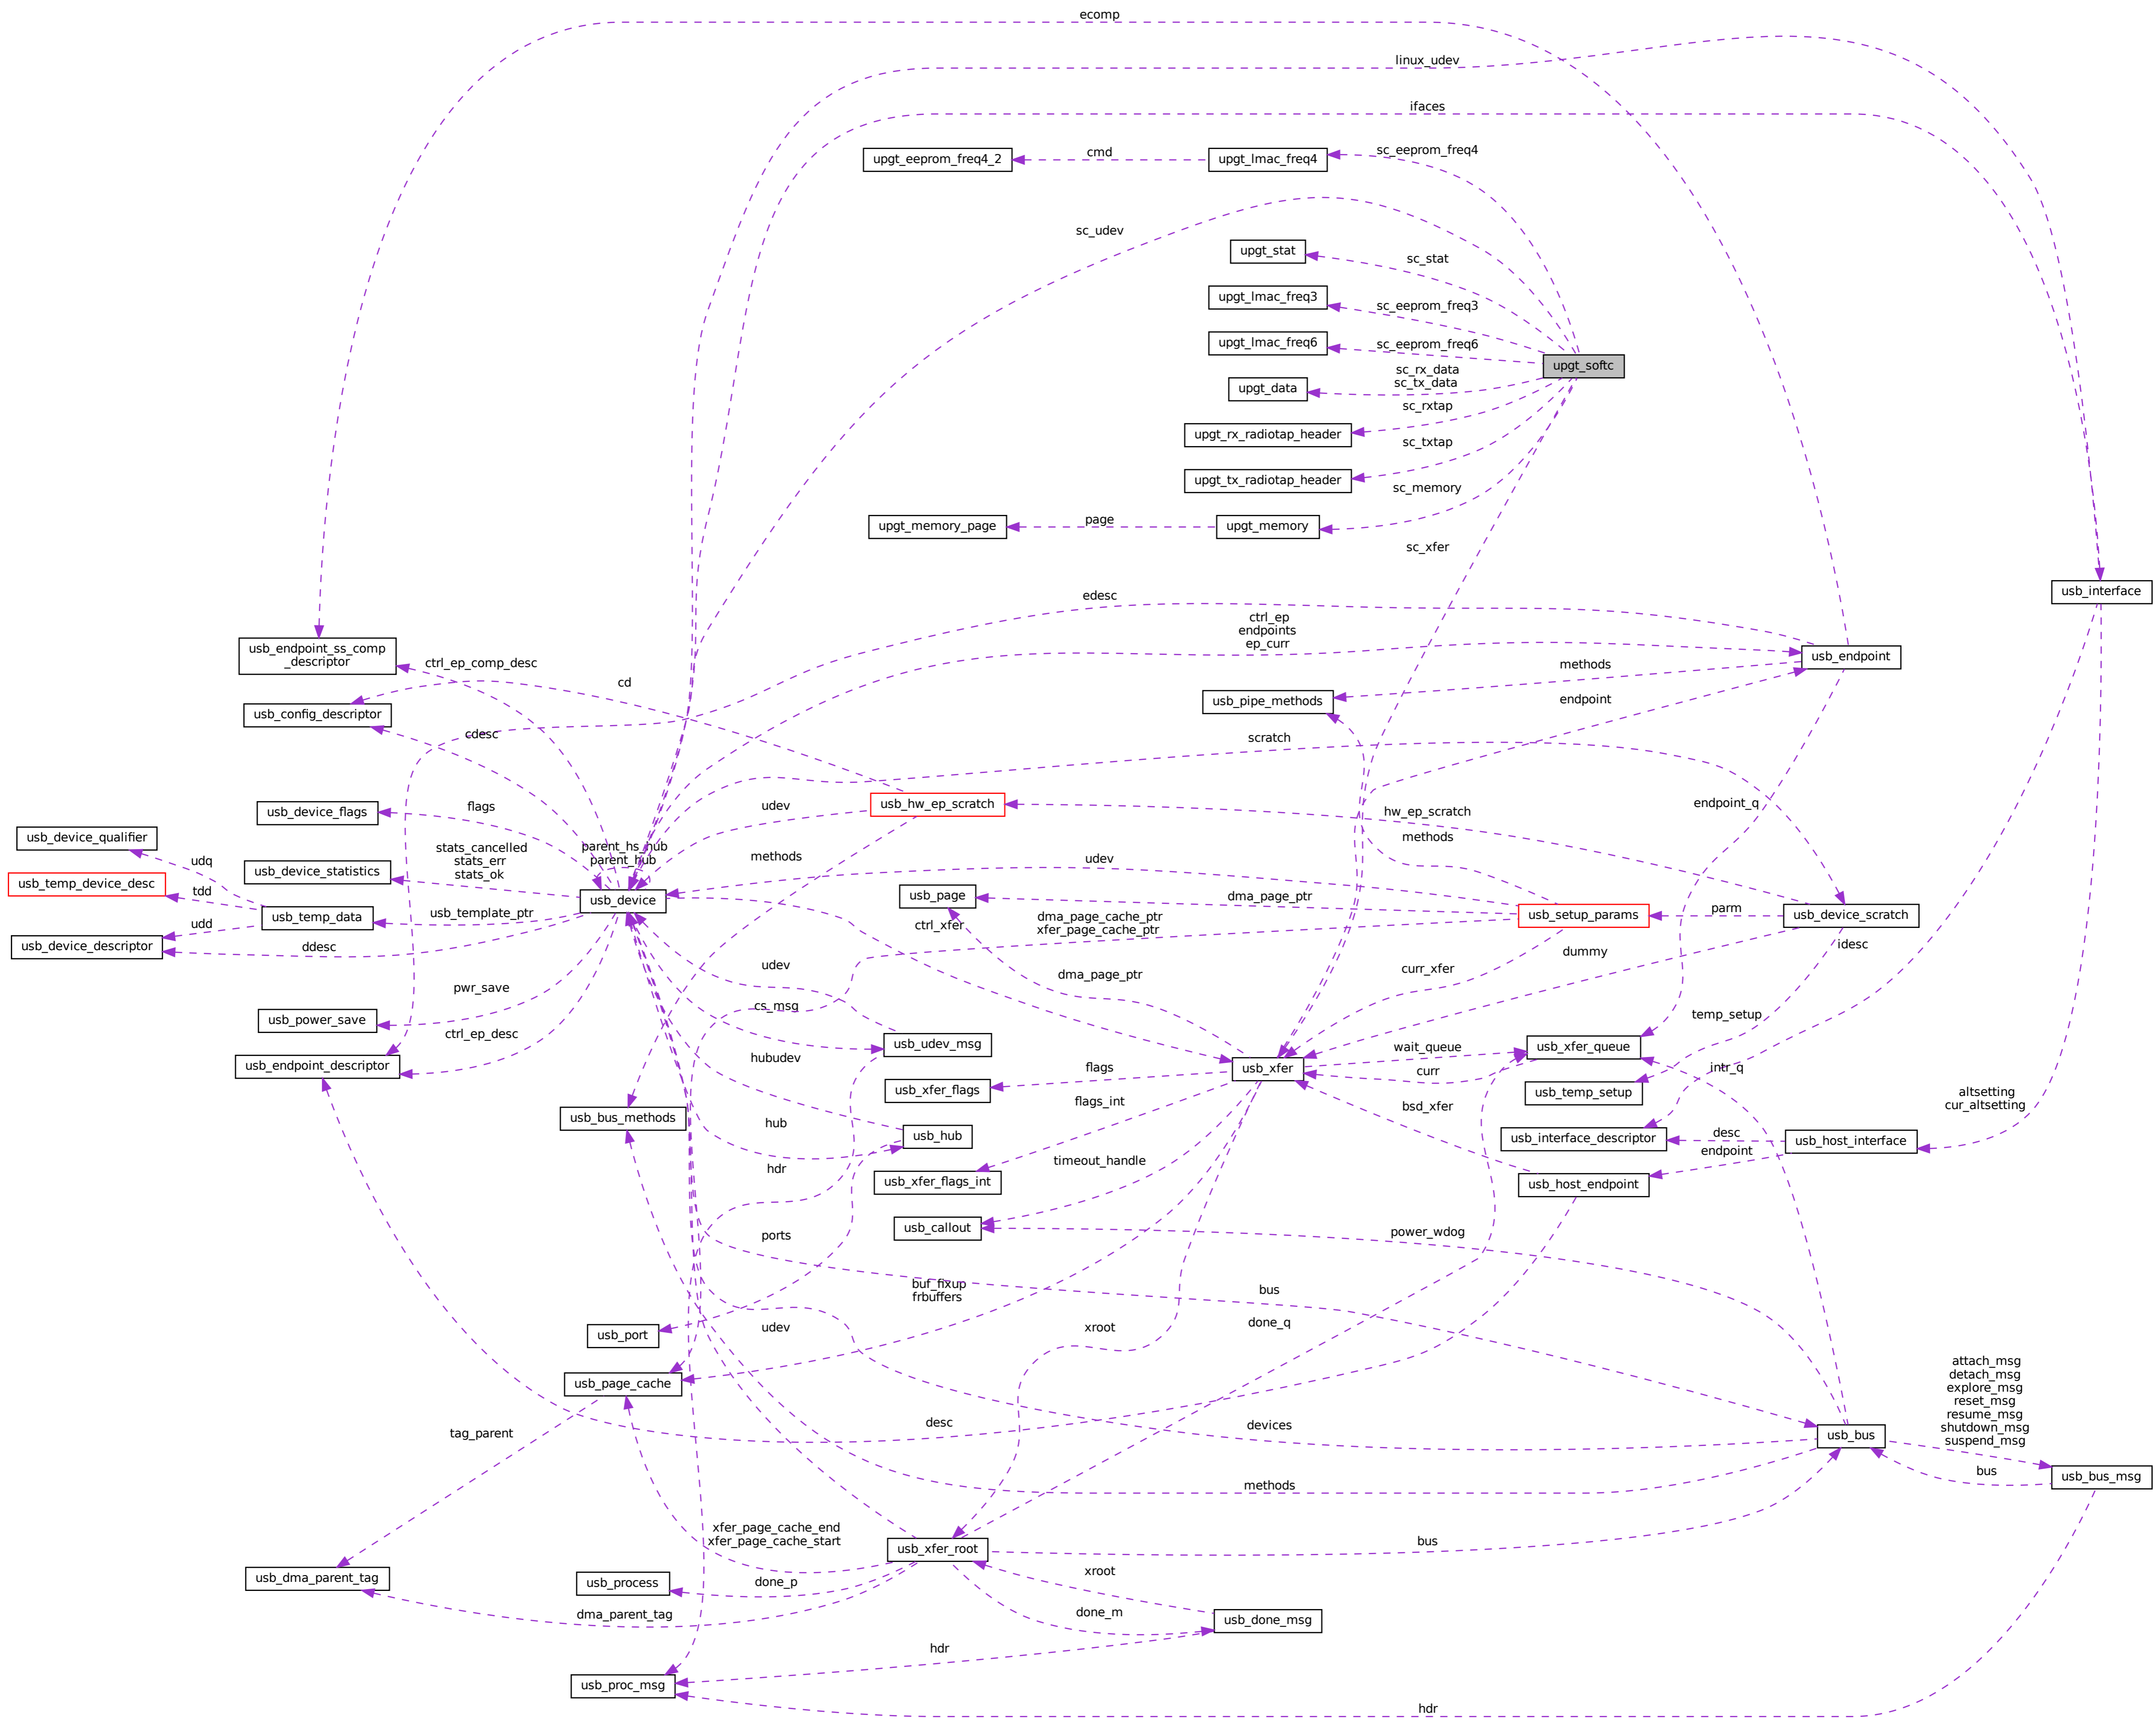 ecomp
linux_udev
ifaces
upgt_eeprom_freq4_2
cmd
upgt_lmac_freq4
sc_eeprom_freq4
sc_udev
upgt_stat
sc_stat
upgt_lmac_freq3
sc_eeprom_freq3
upgt_lmac_freq6
sc_eeprom_freq6
upgt_softc
sc_rx_data
sc_tx_data
upgt_data
sc_rxtap
upgt_rx_radiotap_header
sc_txtap
upgt_tx_radiotap_header
sc_memory
upgt_memory_page
page
upgt_memory
sc_xfer
usb_interface
edesc
ctrl_ep
endpoints
ep_curr
usb_endpoint_ss_comp
_descriptor
ctrl_ep_comp_desc
usb_endpoint
methods
cd
usb_config_descriptor
usb_pipe_methods
endpoint
cdesc
scratch
usb_device_flags
flags
udev
usb_hw_ep_scratch
hw_ep_scratch
methods
endpoint_q
usb_device_qualifier
udq
stats_cancelled
stats_err
stats_ok
parent_hs_hub
parent_hub
methods
usb_device_statistics
udev
usb_temp_device_desc
tdd
usb_device
usb_page
dma_page_ptr
usb_temp_data
usb_template_ptr
udd
usb_setup_params
parm
usb_device_scratch
dma_page_cache_ptr
xfer_page_cache_ptr
ctrl_xfer
usb_device_descriptor
ddesc
dummy
idesc
udev
dma_page_ptr
curr_xfer
pwr_save
cs_msg
usb_power_save
temp_setup
ctrl_ep_desc
usb_udev_msg
wait_queue
usb_xfer_queue
hubudev
usb_endpoint_descriptor
flags
usb_xfer
curr
intr_q
usb_xfer_flags
usb_temp_setup
altsetting
cur_altsetting
flags_int
bsd_xfer
usb_bus_methods
hub
usb_hub
usb_interface_descriptor
desc
usb_host_interface
endpoint
timeout_handle
hdr
usb_xfer_flags_int
usb_host_endpoint
usb_callout
power_wdog
ports
buf_fixup
frbuffers
bus
done_q
usb_port
udev
xroot
usb_page_cache
attach_msg
detach_msg
explore_msg
reset_msg
resume_msg
shutdown_msg
suspend_msg
desc
devices
tag_parent
usb_bus
bus
usb_bus_msg
methods
xfer_page_cache_end
xfer_page_cache_start
usb_xfer_root
bus
usb_dma_parent_tag
usb_process
done_p
xroot
dma_parent_tag
done_m
usb_done_msg
hdr
usb_proc_msg
hdr